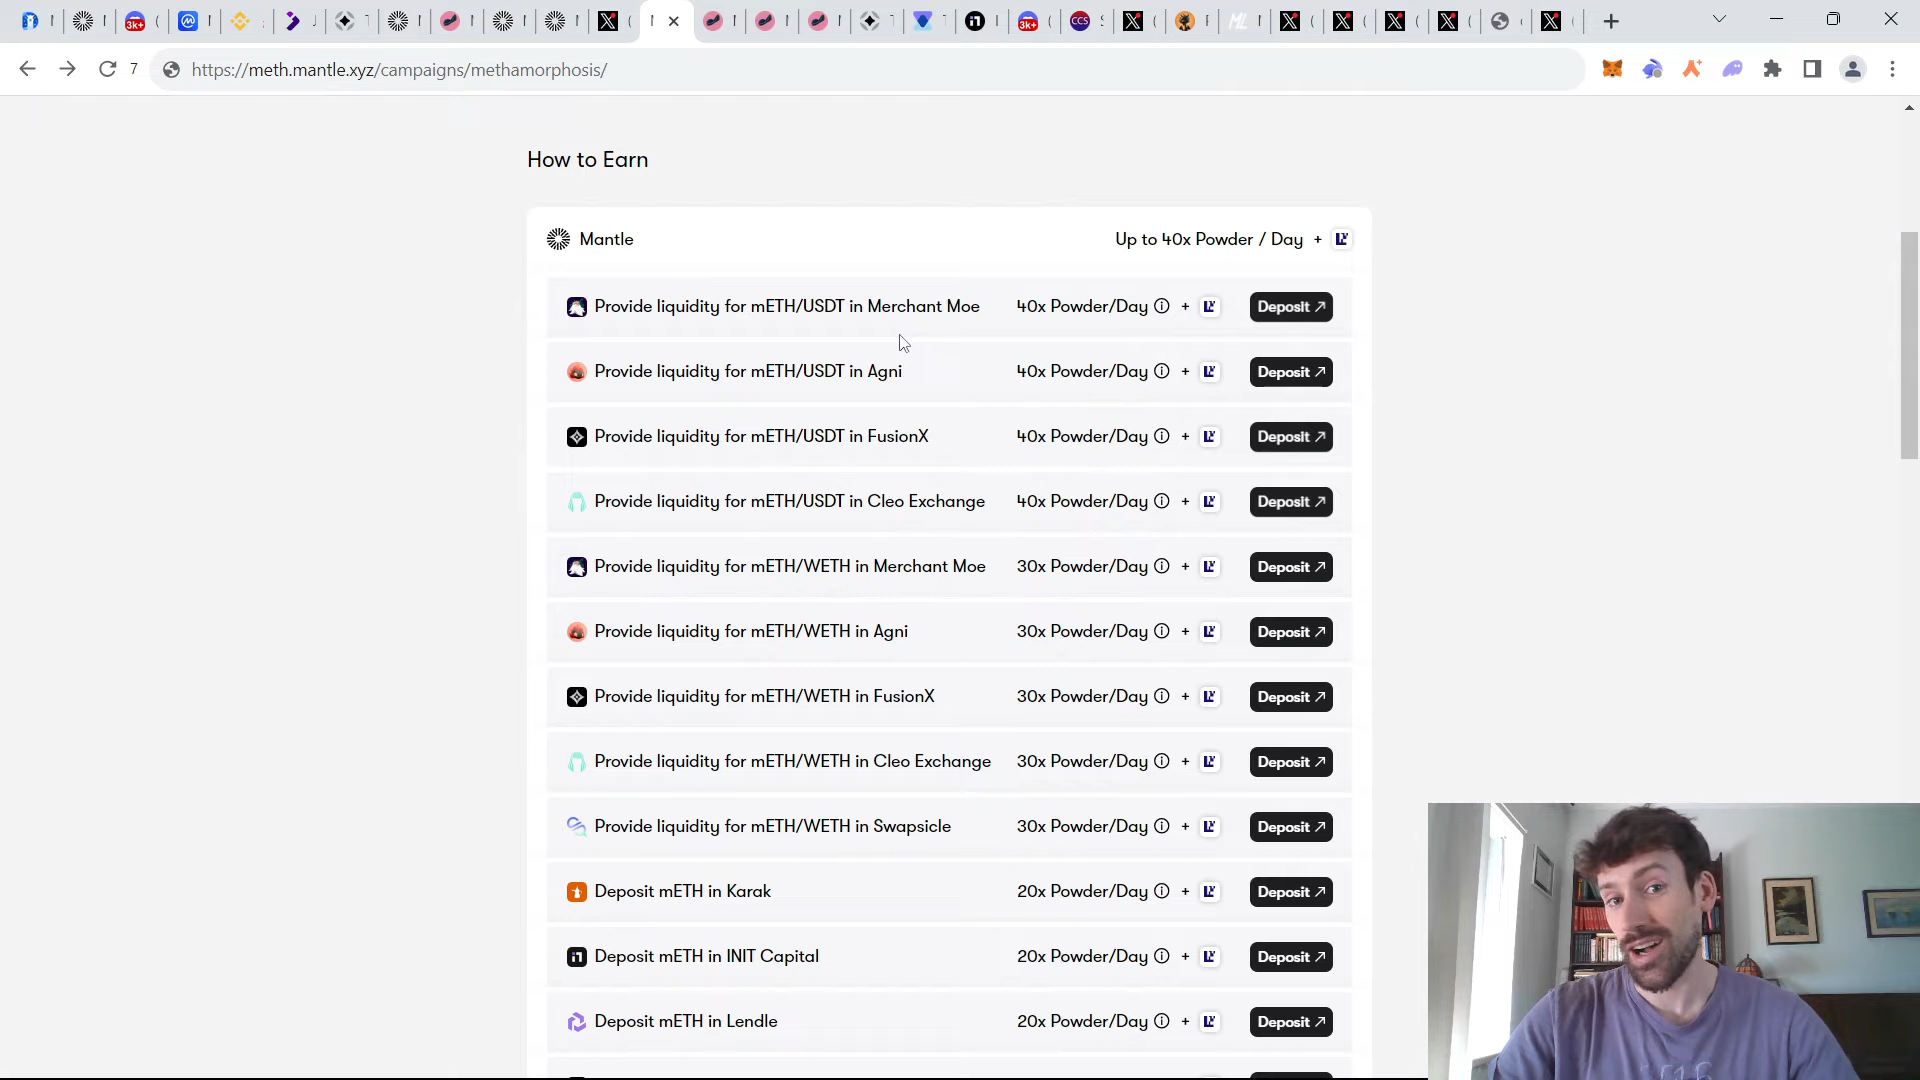 3k+
3k+
CCS
ML
7
https://meth.mantle.xyz/campaigns/methamorphosis/
How to Earn
Mantle Up to 40x Powder / Day +
Provide liquidity for mETH/USDT in Merchant Moe 40x Powder/Day + Deposit
Provide liquidity for mETH/USDT in Agni 40x Powder/Day + Deposit
Provide liquidity for mETH/USDT in FusionX 40x Powder/Day + Deposit
Provide liquidity for mETH/USDT in Cleo Exchange 40x Powder/Day + Deposit
Provide liquidity for mETH/WETH in Merchant Moe 30x Powder/Day + Deposit
Provide liquidity for mETH/WETH in Agni 30x Powder/Day + Deposit
Provide liquidity for mETH/WETH in FusionX 30x Powder/Day + Deposit
Provide liquidity for mETH/WETH in Cleo Exchange 30x Powder/Day + Deposit
Provide liquidity for mETH/WETH in Swapsicle 30x Powder/Day + Deposit
Deposit mETH in Karak 20x Powder/Day + Deposit
Deposit mETH in INIT Capital 20x Powder/Day + Deposit
Deposit mETH in Lendle 20x Powder/Day + Deposit